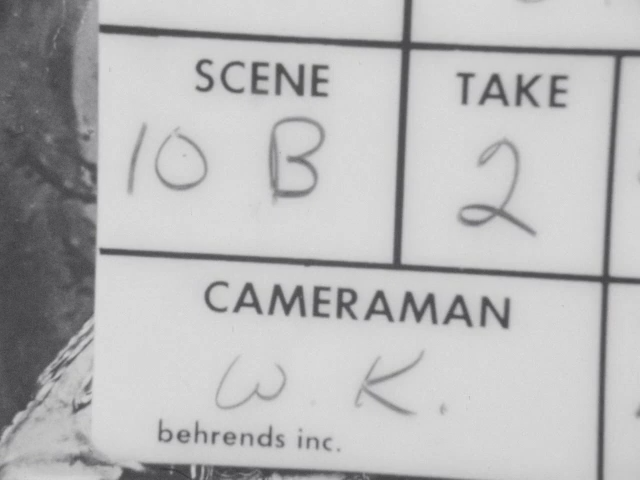 SCENE TAKE
10 B 2
CAMERAMAN
W. K.
behrends inc.